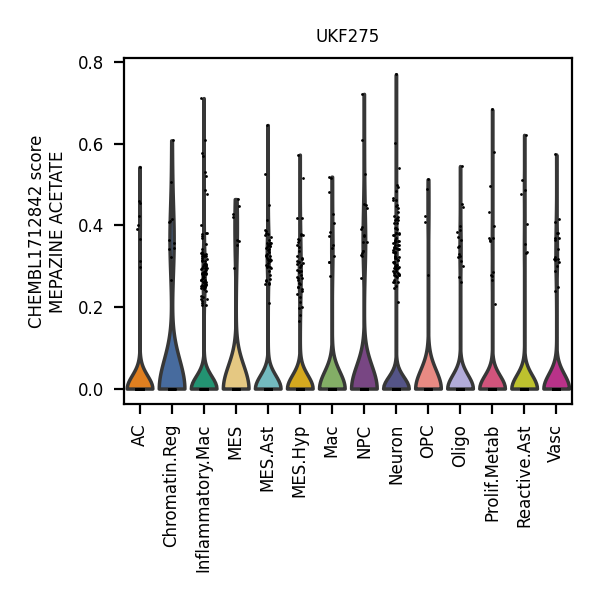 UKF275
CHEMBL1712842 score
MEPAZINE ACETATE
0.8
0.6
0.4
0.2
0.0
AC
Chromatin.Reg
Inflammatory.Mac
MES
MES.Ast
MES.Hyp
Mac
NPC
Neuron
OPC
Oligo
Prolif.Metab
Reactive.Ast
Vasc